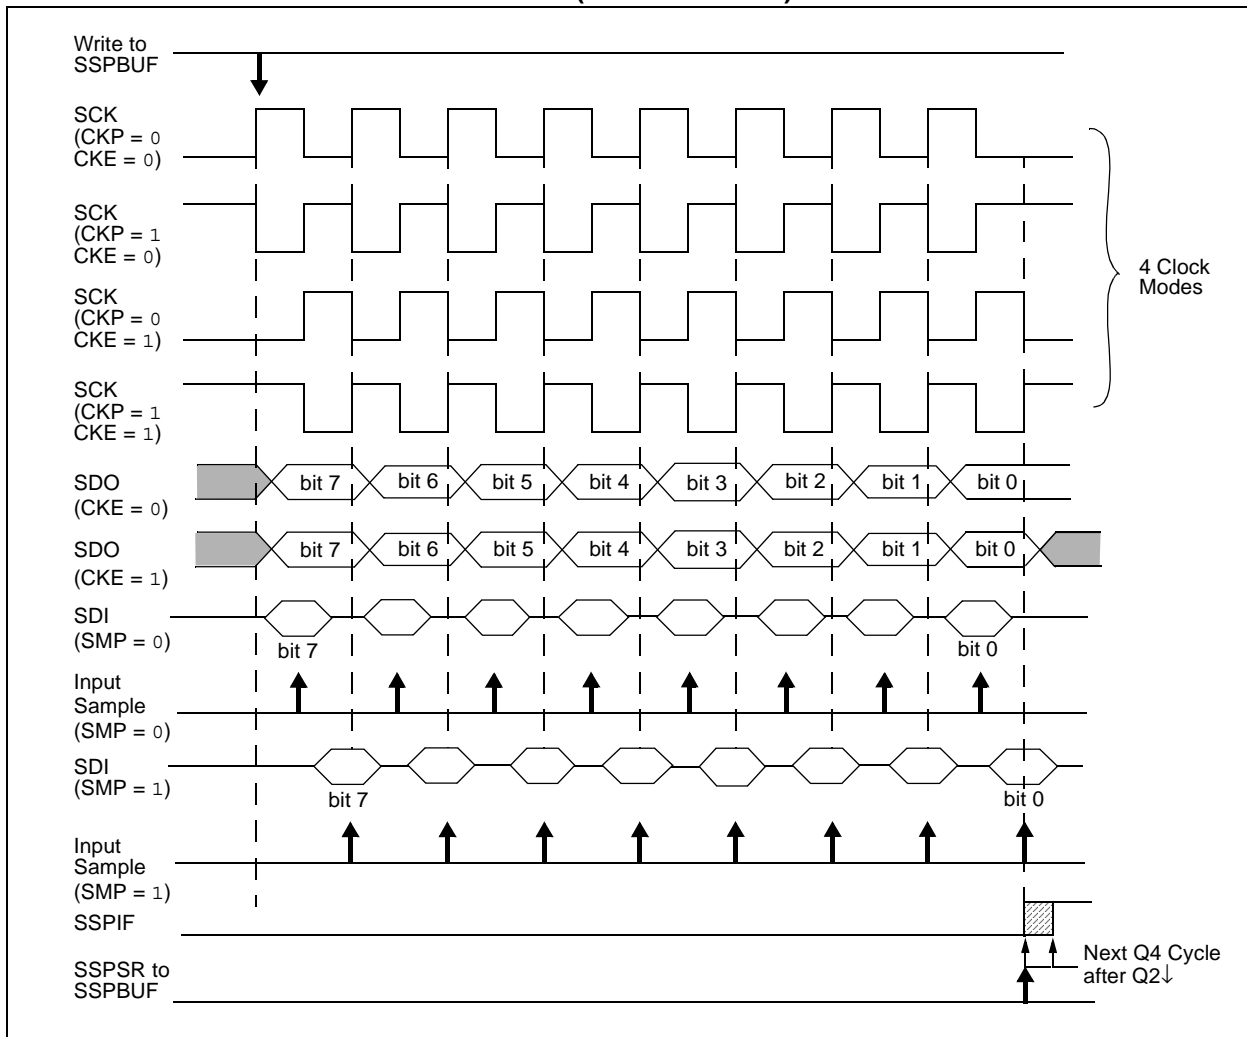 Write to
SSPBUF
SCK
(CKP = 0
CKE = 0)
SCK
(CKP = 1
CKE = 0)
4 Clock
Modes
SCK
(CKP = 0
CKE = 1)
SCK
(CKP = 1
CKE = 1)
SDO
(CKE = 0)
bit 7 bit 6 bit 5 bit 4 bit 3 bit 2 bit 1 bit 0
SDO
(CKE = 1)
bit 7 bit 6 bit 5 bit 4 bit 3 bit 2 bit 1 bit 0
SDI
(SMP = 0)
bit 7 bit 0
Input
Sample
(SMP = 0)
SDI
(SMP = 1)
bit 7 bit 0
Input
Sample
(SMP = 1)
SSPIF
Next Q4 Cycle
after Q2↓
SSPSR to
SSPBUF